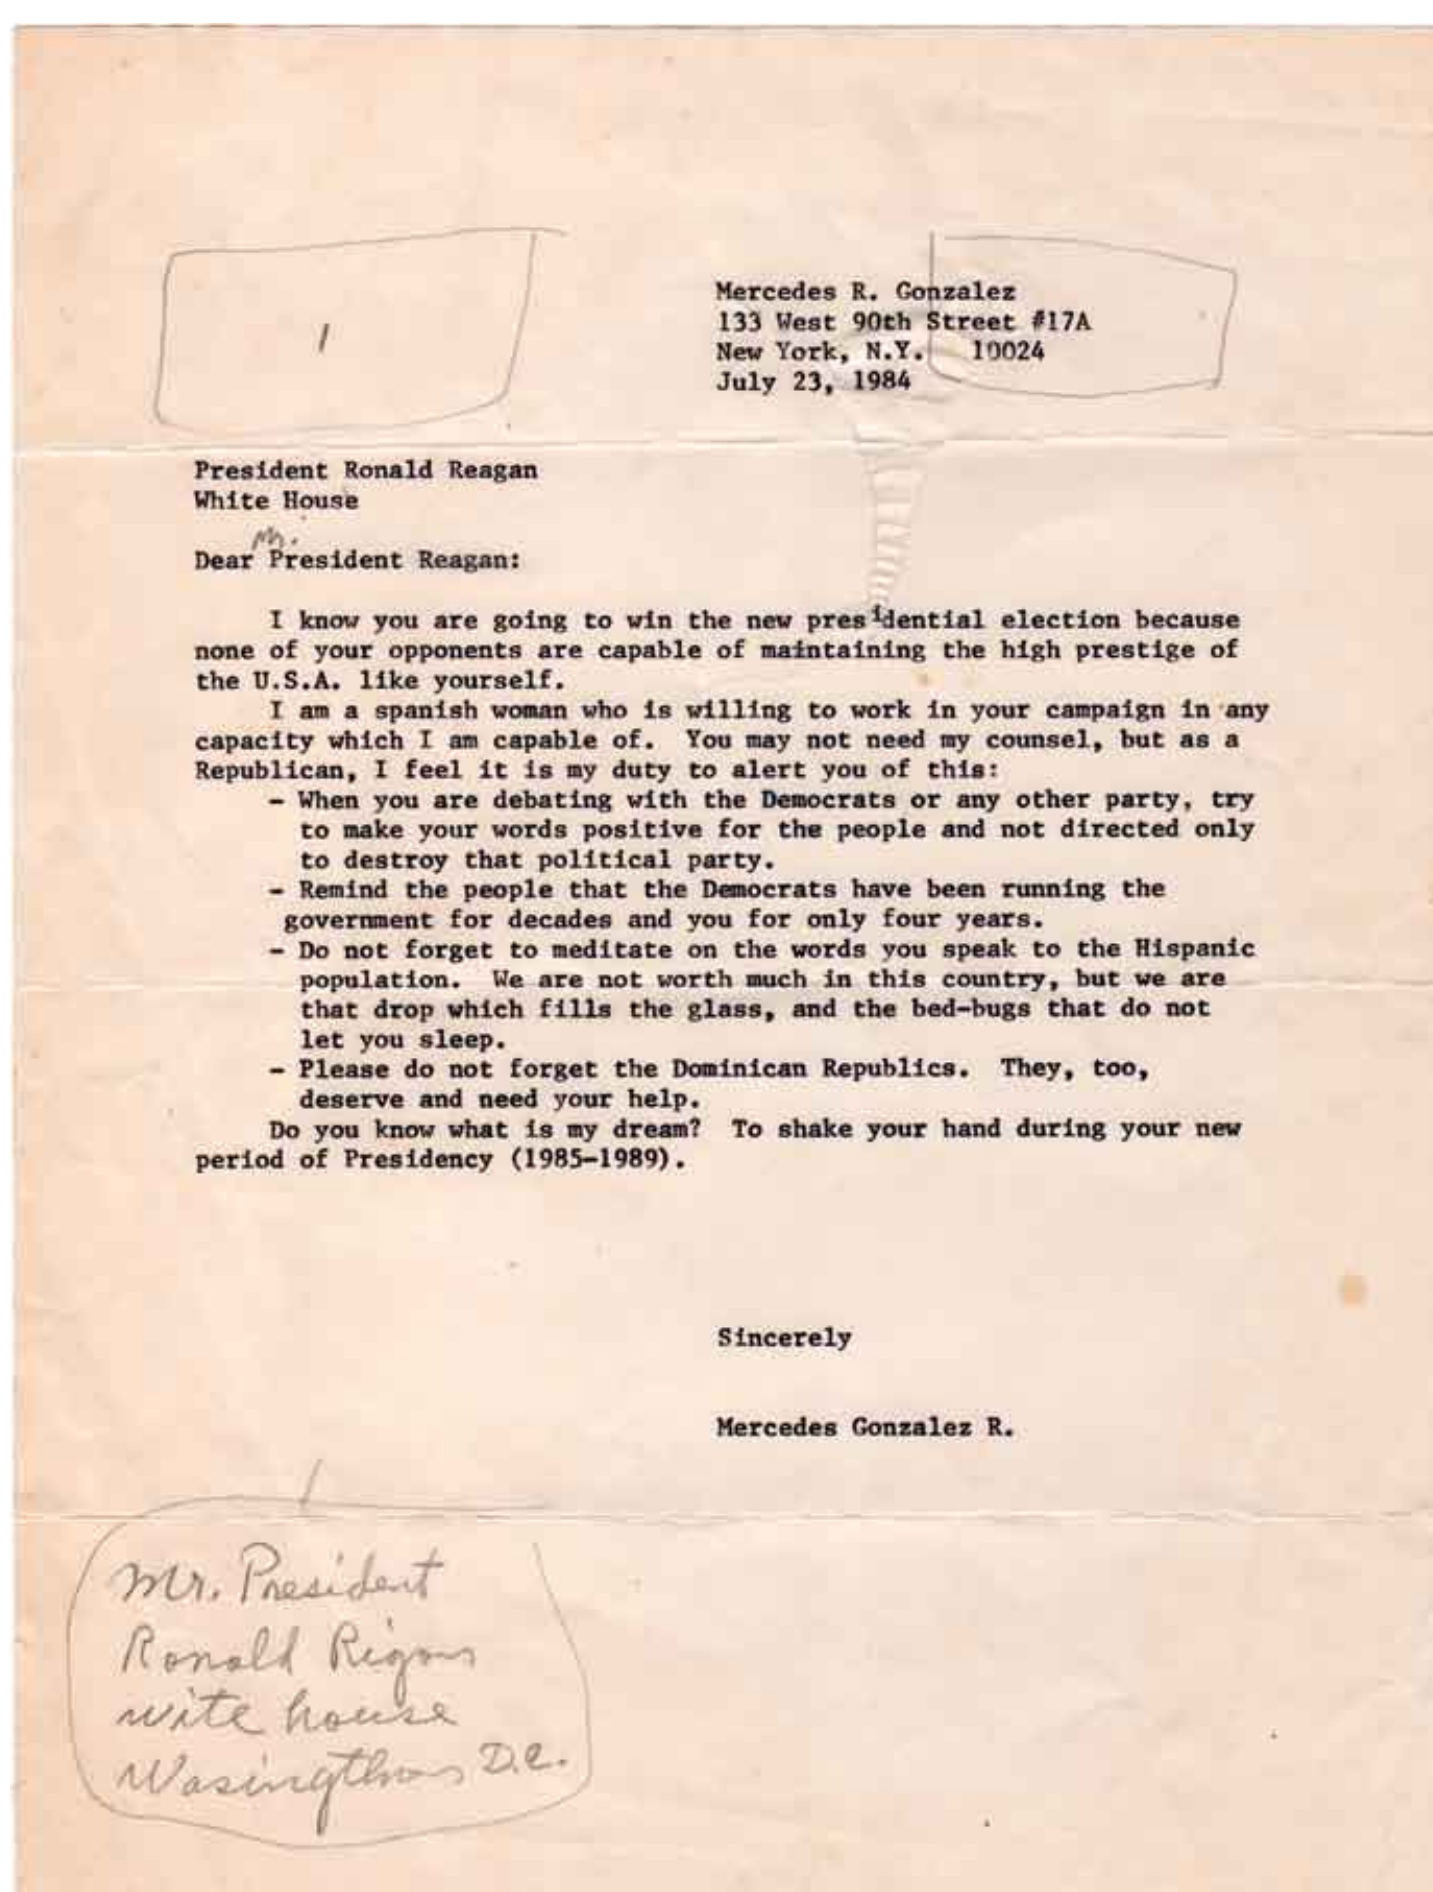 Mercedes R. Gonzalez
133 West 90th Street #17A
New York, N.Y. 10024
July 23, 1984
1
President Ronald Reagan
White House
Mr.
Dear President Reagan:
I know you are going to win the new presidential election because
none of your opponents are capable of maintaining the high prestige of
the U.S.A. like yourself.
I am a spanish woman who is willing to work in your campaign in any
capacity which I am capable of. You may not need my counsel, but as a
Republican, I feel it is my duty to alert you of this:
- When you are debating with the Democrats or any other party, try
to make your words positive for the people and not directed only
to destroy that political party.
- Remind the people that the Democrats have been running the
government for decades and you for only four years.
- Do not forget to meditate on the words you speak to the Hispanic
population. We are not worth much in this country, but we are
that drop which fills the glass, and the bed-bugs that do not
let you sleep.
- Please do not forget the Dominican Republics. They, too,
deserve and need your help.
Do you know what is my dream? To shake your hand during your new
period of Presidency (1985-1989).
Sincerely
Mercedes Gonzalez R.
Mr. President
Ronald
wite house
D.C.